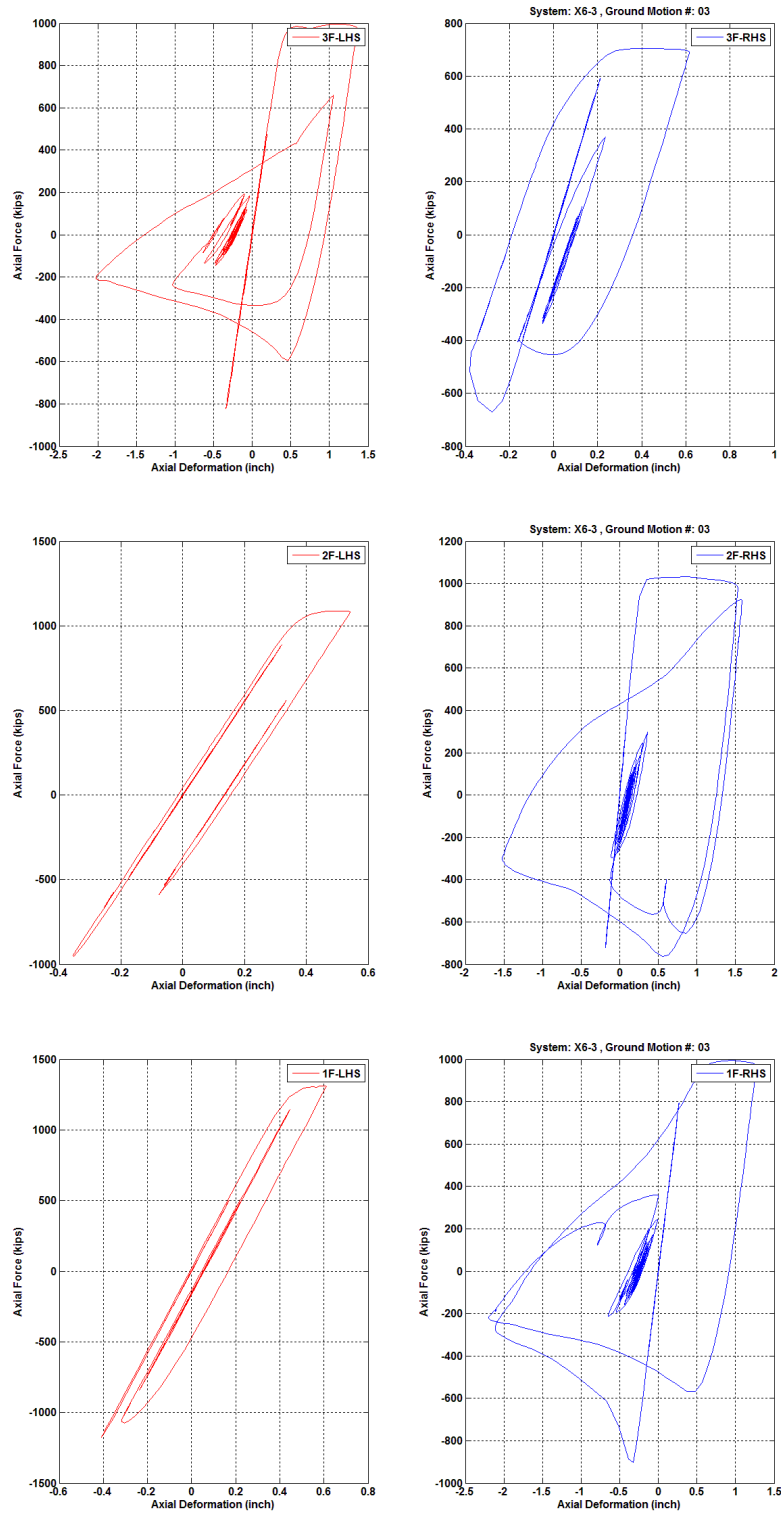 System: X6-3 , Ground Motion #: 03
3F-LHS
3F-RHS
1000
800
600
400
200
0
-200
-400
-600
-800
-1000
Axial Force (kips)
-2.5 -2 -1.5 -1 -0.5 0 0.5 1 1.5
Axial Deformation (inch)
800
600
400
200
0
-200
-400
-600
-800
Axial Force (kips)
-0.4 -0.2 0 0.2 0.4 0.6 0.8 1
Axial Deformation (inch)
System: X6-3 , Ground Motion #: 03
2F-LHS
2F-RHS
1500
1000
500
0
-500
-1000
Axial Force (kips)
-0.4 -0.2 0 0.2 0.4 0.6
Axial Deformation (inch)
1200
1000
800
600
400
200
0
-200
-400
-600
-800
Axial Force (kips)
-2 -1.5 -1 -0.5 0 0.5 1 1.5 2
Axial Deformation (inch)
System: X6-3 , Ground Motion #: 03
1F-LHS
1F-RHS
1500
1000
500
0
-500
-1000
-1500
Axial Force (kips)
-0.6 -0.4 -0.2 0 0.2 0.4 0.6 0.8
Axial Deformation (inch)
1000
800
600
400
200
0
-200
-400
-600
-800
-1000
Axial Force (kips)
-2.5 -2 -1.5 -1 -0.5 0 0.5 1 1.5
Axial Deformation (inch)